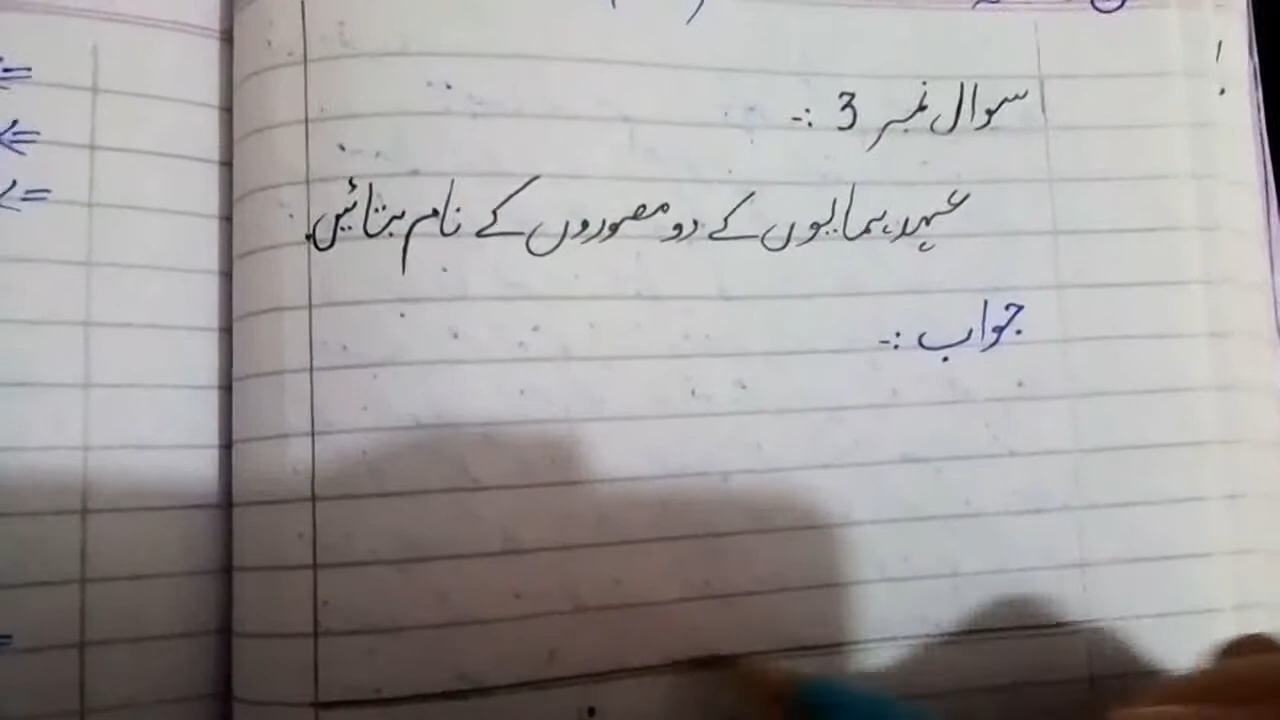 سوال نمبر 3 :-
عہد ہمایوں کے دو مصوروں کے نام بتائیں.
جواب :-